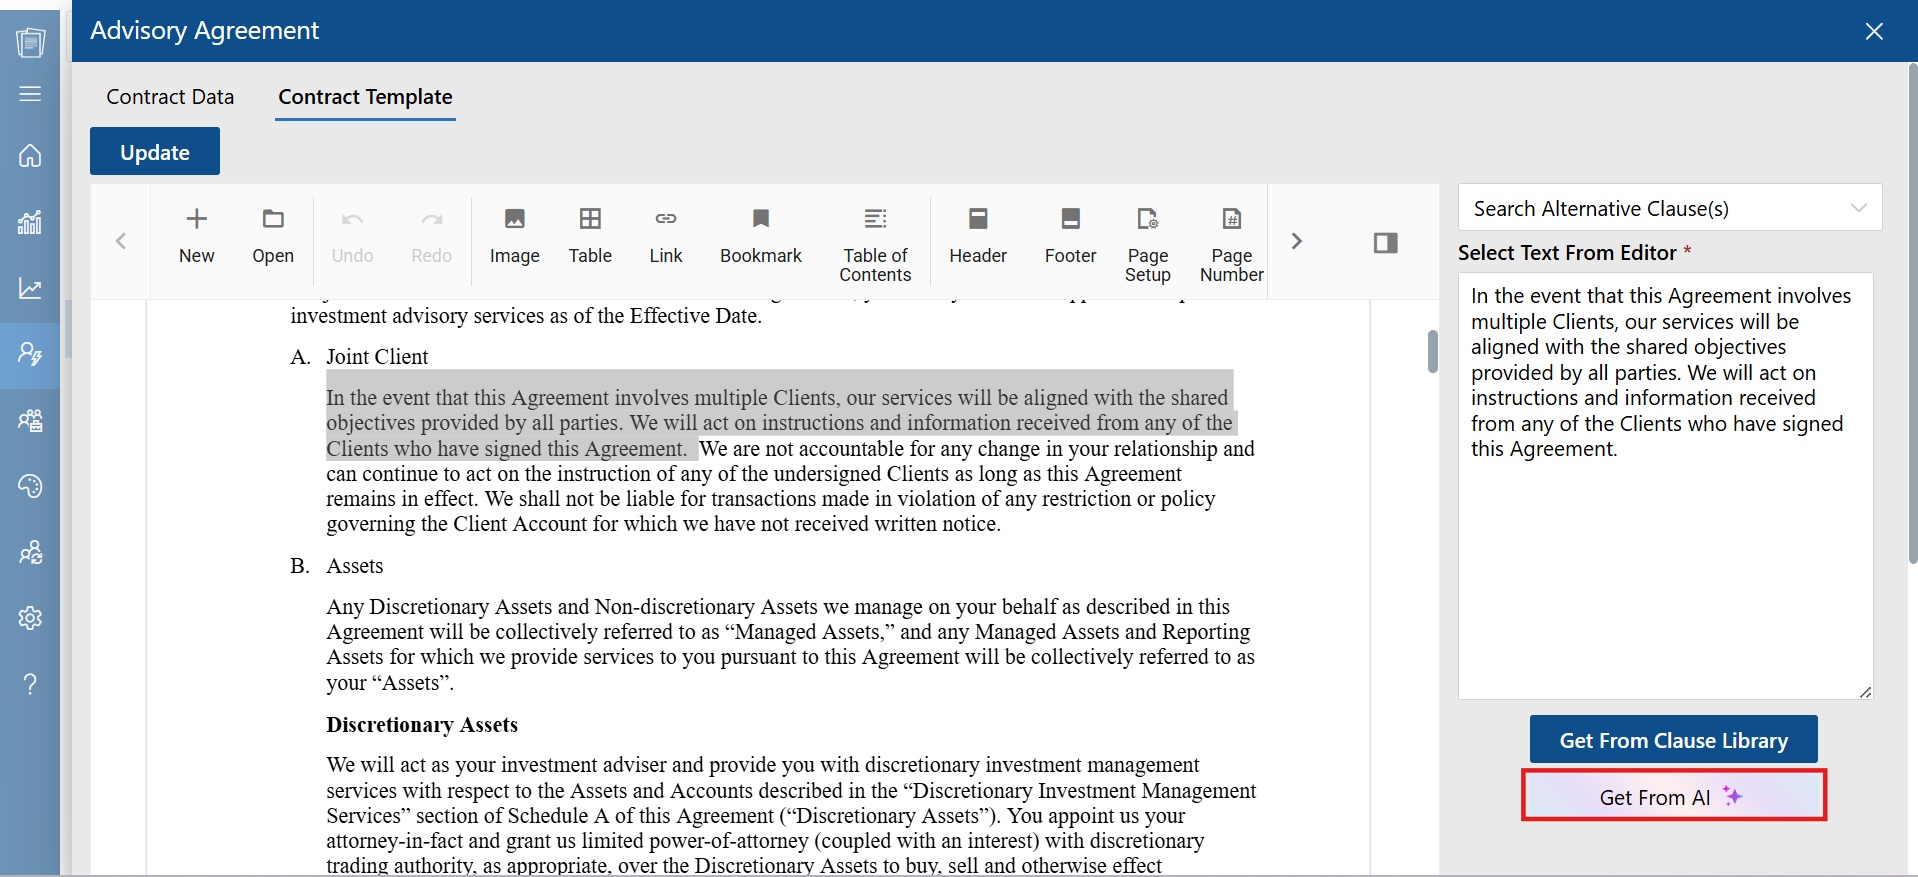 Advisory Agreement
Contract Data
Contract Template
Update
New
Open
Undo
Redo
Image
Table
Link
Bookmark
Table of
Contents
Header
Footer
Page
Setup
Page
Number
investment advisory services as of the Effective Date.
A. Joint Client
In the event that this Agreement involves multiple Clients, our services will be aligned with the shared
objectives provided by all parties. We will act on instructions and information received from any of the
Clients who have signed this Agreement. We are not accountable for any change in your relationship and
can continue to act on the instruction of any of the undersigned Clients as long as this Agreement
remains in effect. We shall not be liable for transactions made in violation of any restriction or policy
governing the Client Account for which we have not received written notice.
B. Assets
Any Discretionary Assets and Non-discretionary Assets we manage on your behalf as described in this
Agreement will be collectively referred to as “Managed Assets,” and any Managed Assets and Reporting
Assets for which we provide services to you pursuant to this Agreement will be collectively referred to as
your “Assets”.
Discretionary Assets
We will act as your investment adviser and provide you with discretionary investment management
services with respect to the Assets and Accounts described in the “Discretionary Investment Management
Services” section of Schedule A of this Agreement (“Discretionary Assets”). You appoint us your
attorney-in-fact and grant us limited power-of-attorney (coupled with an interest) with discretionary
trading authority, as appropriate, over the Discretionary Assets to buy, sell and otherwise effect
Search Alternative Clause(s)
Select Text From Editor *
In the event that this Agreement involves
multiple Clients, our services will be
aligned with the shared objectives
provided by all parties. We will act on
instructions and information received
from any of the Clients who have signed
this Agreement.
Get From Clause Library
Get From AI